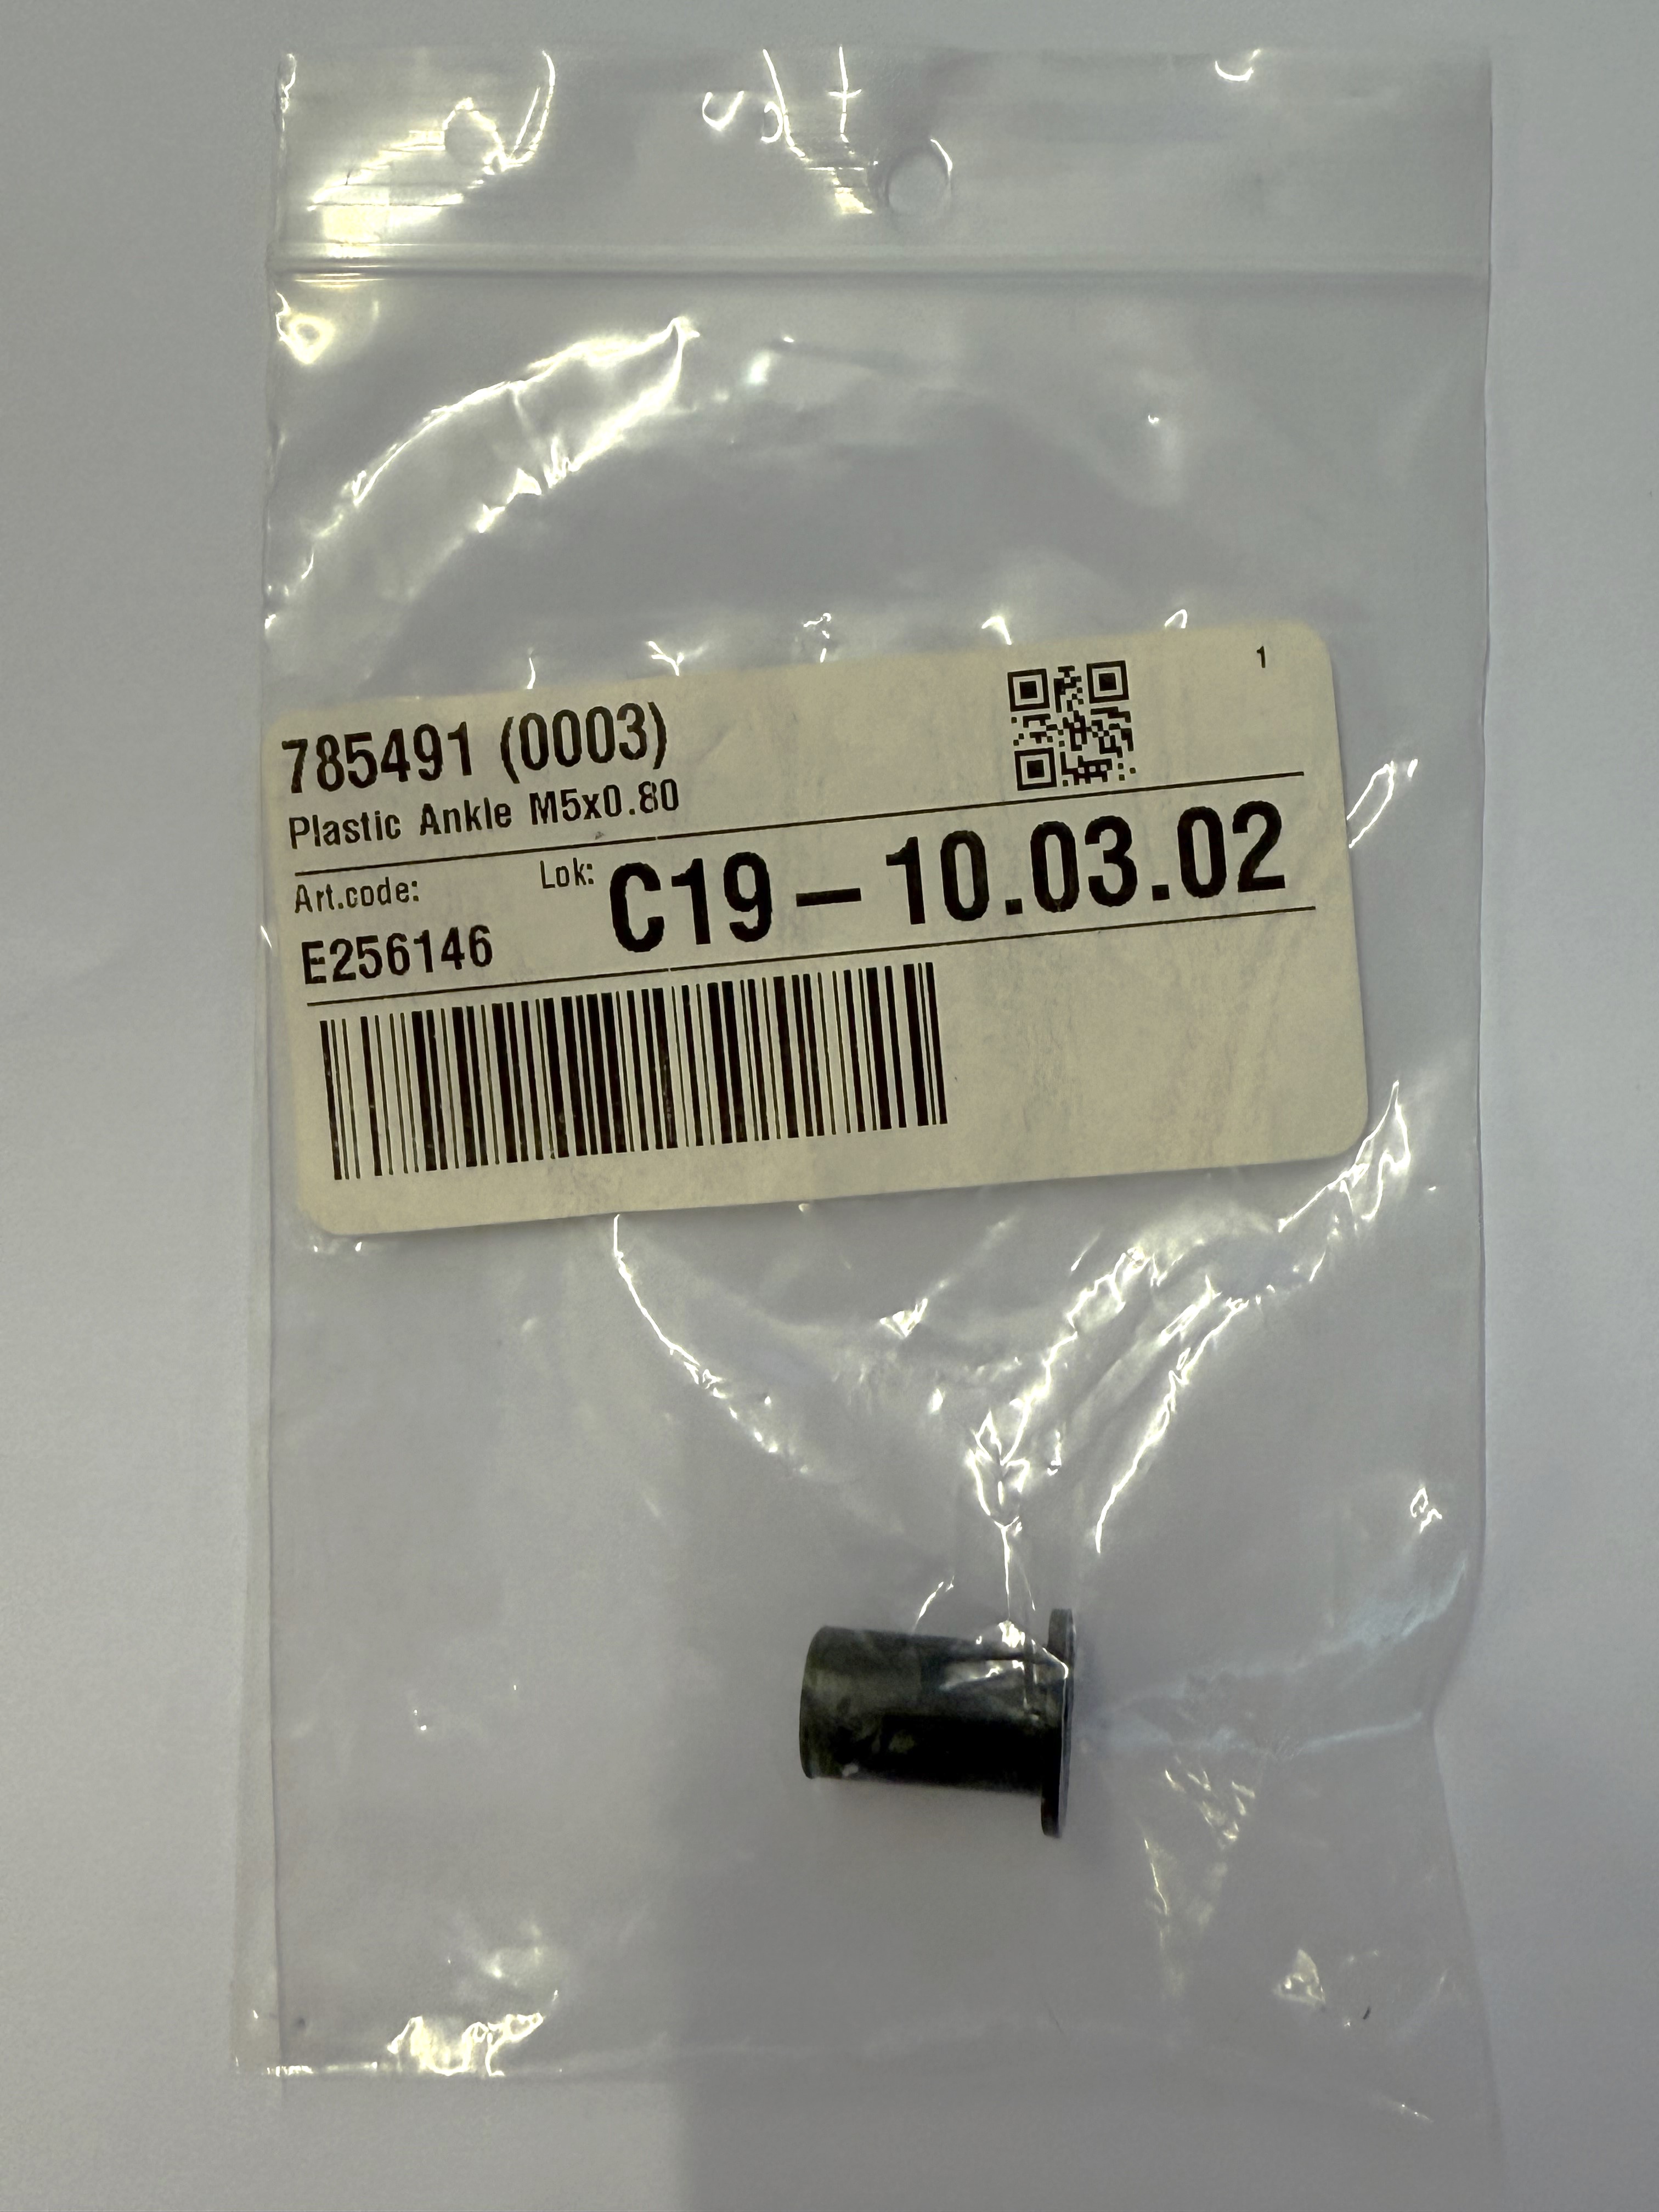 1
785491 (0003)
Plastic Ankle M5x0.80
Art.code:
Lok:
C19-10.03.02
E256146